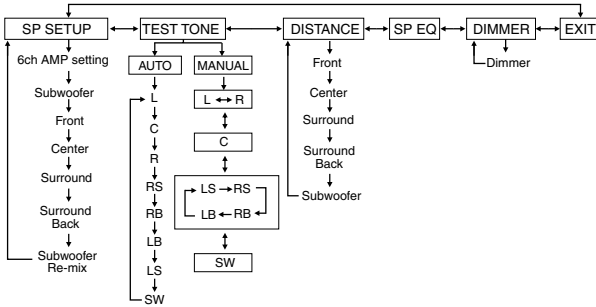 SP SETUP TEST TONE DISTANCE SP EQ DIMMER EXIT
6ch AMP setting
Subwoofer
Front
Center
Surround
Surround
Back
Subwoofer
Re-mix
AUTO
L
C
R
RS
RB
LB
LS
SW
MANUAL
L R
C
LS RS
LB RB
SW
Front
Center
Surround
Surround
Back
Subwoofer
Dimmer